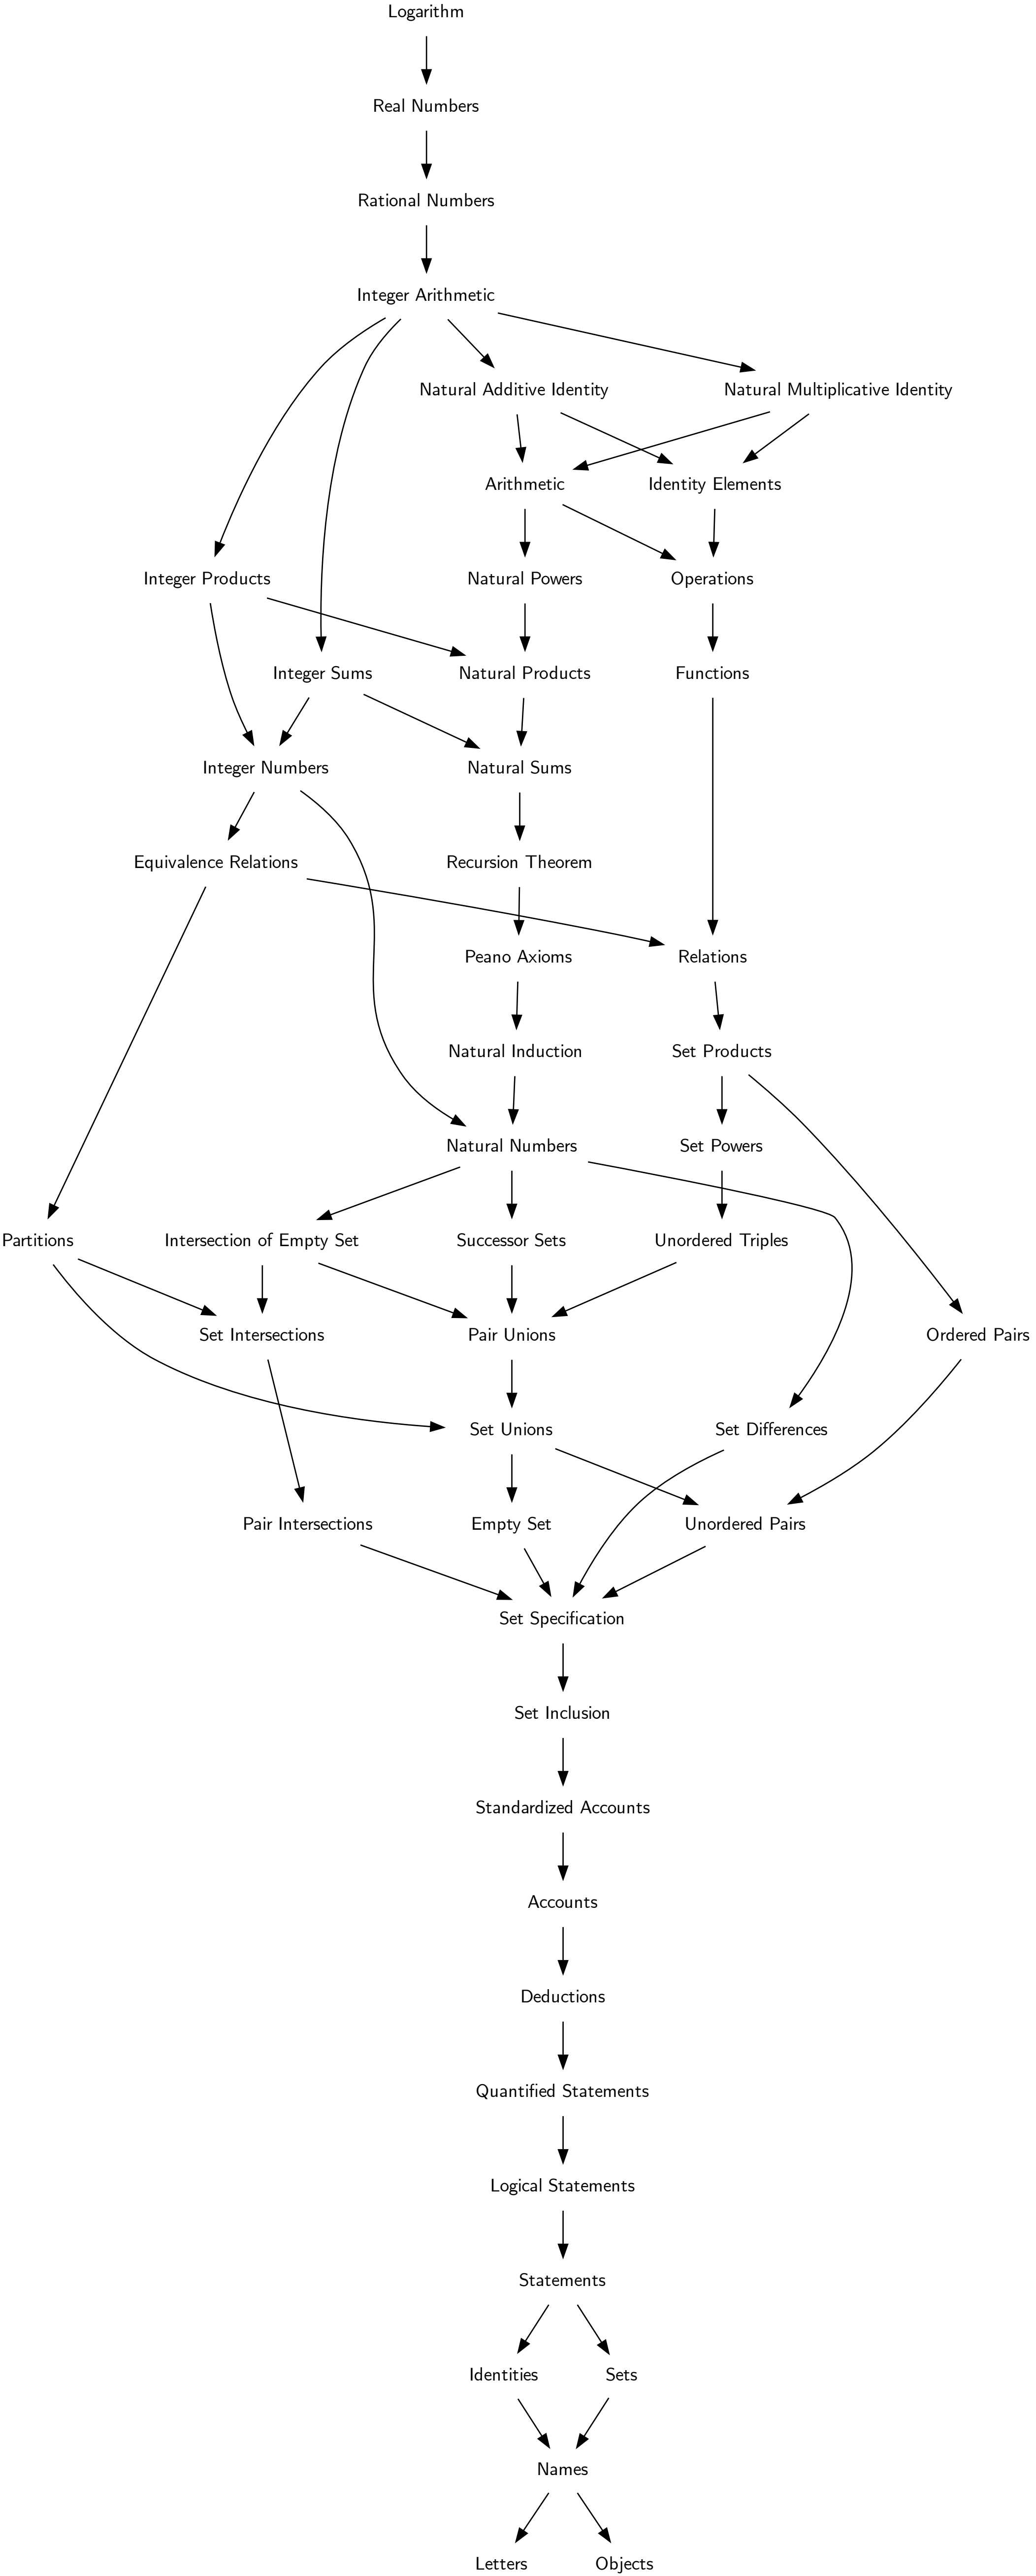 Logarithm
Real Numbers
Rational Numbers
Integer Arithmetic
Natural Additive Identity
Natural Multiplicative Identity
Arithmetic
Identity Elements
Integer Products
Natural Powers
Operations
Integer Sums
Natural Products
Functions
Integer Numbers
Natural Sums
Equivalence Relations
Recursion Theorem
Peano Axioms
Relations
Natural Induction
Set Products
Natural Numbers
Set Powers
Partitions
Intersection of Empty Set
Successor Sets
Unordered Triples
Set Intersections
Pair Unions
Ordered Pairs
Set Unions
Set Differences
Pair Intersections
Empty Set
Unordered Pairs
Set Specification
Set Inclusion
Standardized Accounts
Accounts
Deductions
Quantified Statements
Logical Statements
Statements
Identities
Sets
Names
Letters
Objects